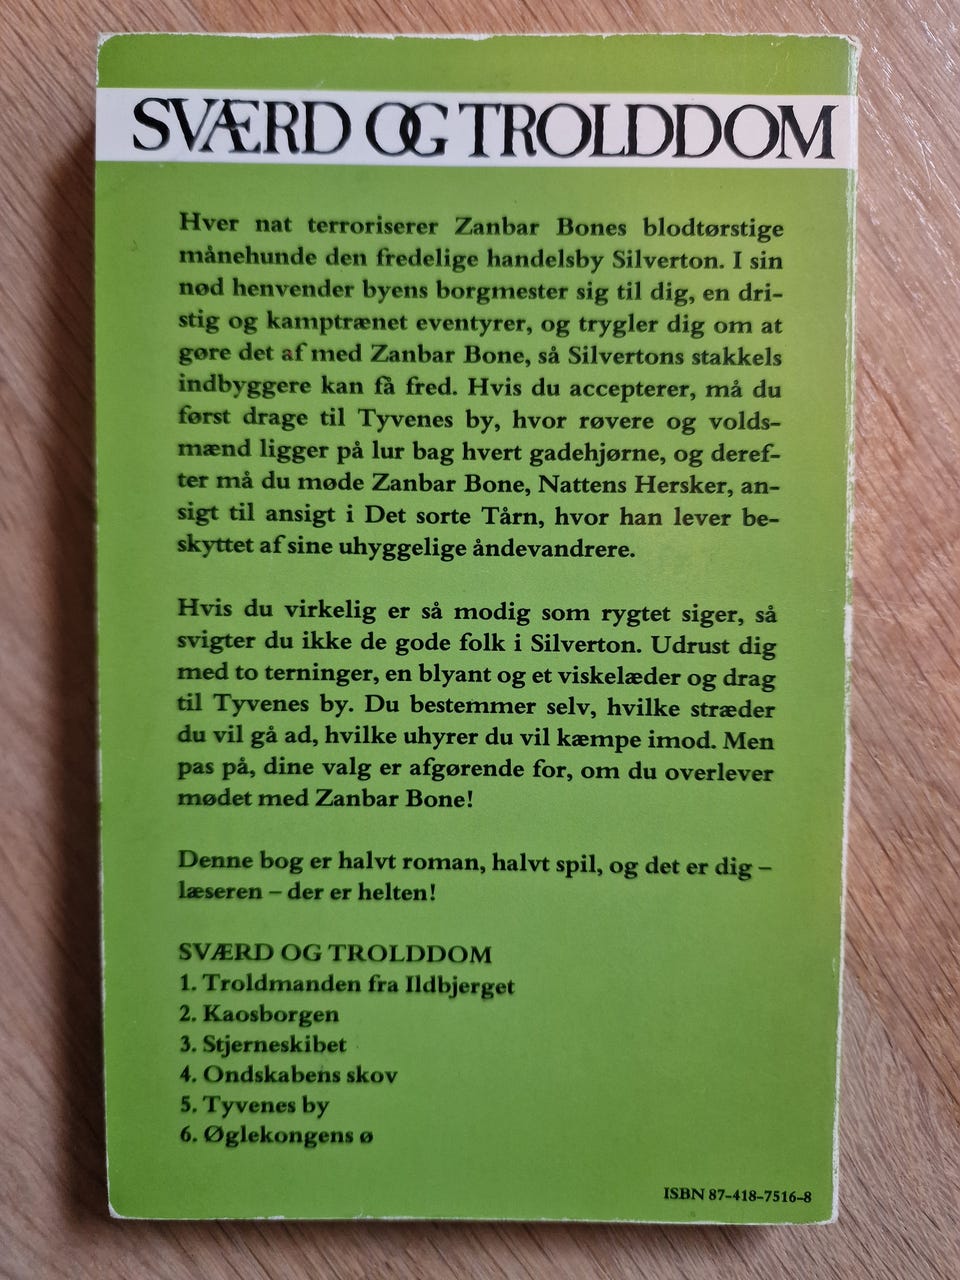 SVÆRD OG TROLDDOM
Hver nat terroriserer Zanbar Bones blodtørstige
månehunde den fredelige handelsby Silverton. I sin
nød henvender byens borgmester sig til dig, en dri-
stig og kamptrænet eventyrer, og trygler dig om at
gøre det af med Zanbar Bone, så Silvertons stakkels
indbyggere kan få fred. Hvis du accepterer, må du
først drage til Tyvenes by, hvor røvere og volds-
mænd ligger på lur bag hvert gadehjørne, og deref-
ter må du møde Zanbar Bone, Nattens Hersker, an-
sigt til ansigt i Det sorte Tårn, hvor han lever be-
skyttet af sine uhyggelige åndevandrere.
Hvis du virkelig er så modig som rygtet siger, så
svigter du ikke de gode folk i Silverton. Udrust dig
med to terninger, en blyant og et viskelæder og drag
til Tyvenes by. Du bestemmer selv, hvilke stræder
du vil gå ad, hvilke uhyrer du vil kæmpe imod. Men
pas på, dine valg er afgørende for, om du overlever
mødet med Zanbar Bone!
Denne bog er halvt roman, halvt spil, og det er dig –
læseren – der er helten!
SVÆRD OG TROLDDOM
1. Troldmanden fra Ildbjerget
2. Kaosborgen
3. Stjerneskibet
4. Ondskabens skov
5. Tyvenes by
6. Øglekongens ø
ISBN 87-418-7516-8